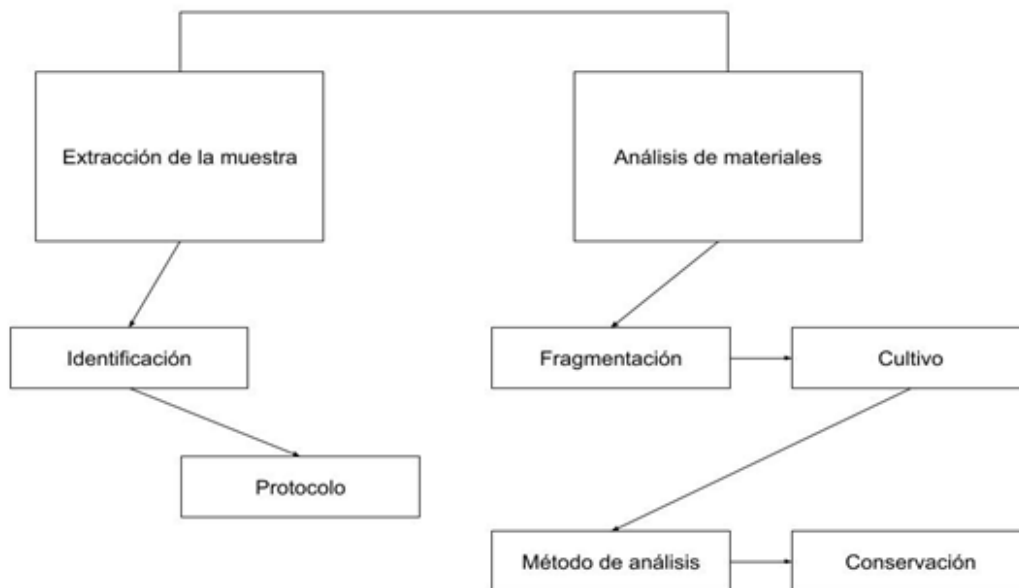 Extracción de la muestra
Análisis de materiales
Identificación
Fragmentación
Cultivo
Protocolo
Método de análisis
Conservación